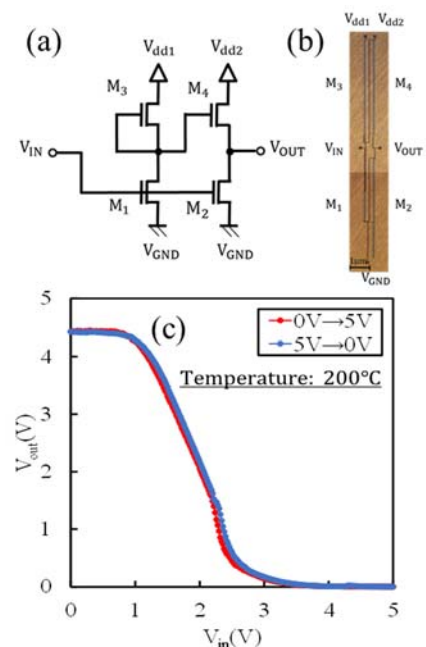 (a)
V_dd1 V_dd2
M_3 M_4
V_IN V_OUT
M_1 M_2
V_GND V_GND
(b)
V_dd1 V_dd2
M_3 M_4
V_IN V_OUT
M_1 M_2
1μm
V_GND
(c)
0V→5V
5V→0V
Temperature: 200°C
V_out(V)
5
4
3
2
1
0
0 1 2 3 4 5
V_in(V)